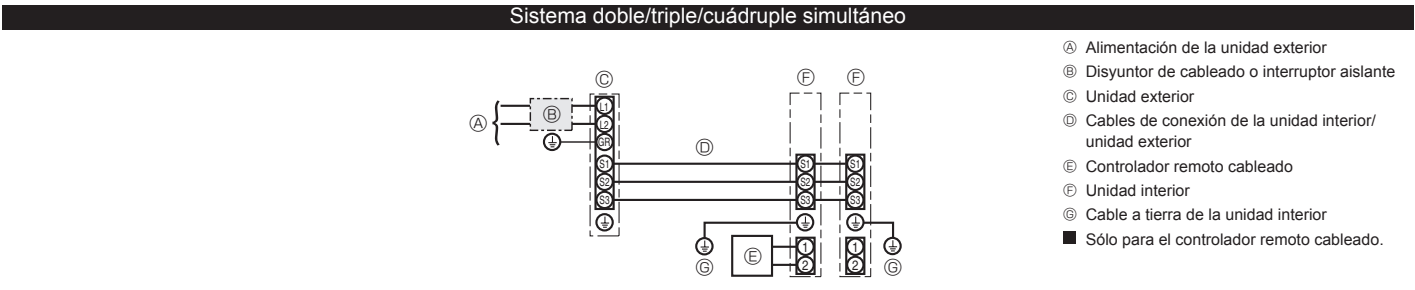 Sistema doble/triple/cuádruple simultáneo
Ⓐ Alimentación de la unidad exterior
Ⓑ Disyuntor de cableado o interruptor aislante
Ⓒ Unidad exterior
Ⓓ Cables de conexión de la unidad interior/
unidad exterior
Ⓔ Controlador remoto cableado
Ⓕ Unidad interior
Ⓖ Cable a tierra de la unidad interior
■ Sólo para el controlador remoto cableado.
Ⓒ Ⓕ Ⓕ
Ⓐ Ⓑ L1
L2
GR
Ⓓ
S1 S1 S1
S2 S2 S2
S3 S3 S3
Ⓔ 1 1
2 2
Ⓖ Ⓖ